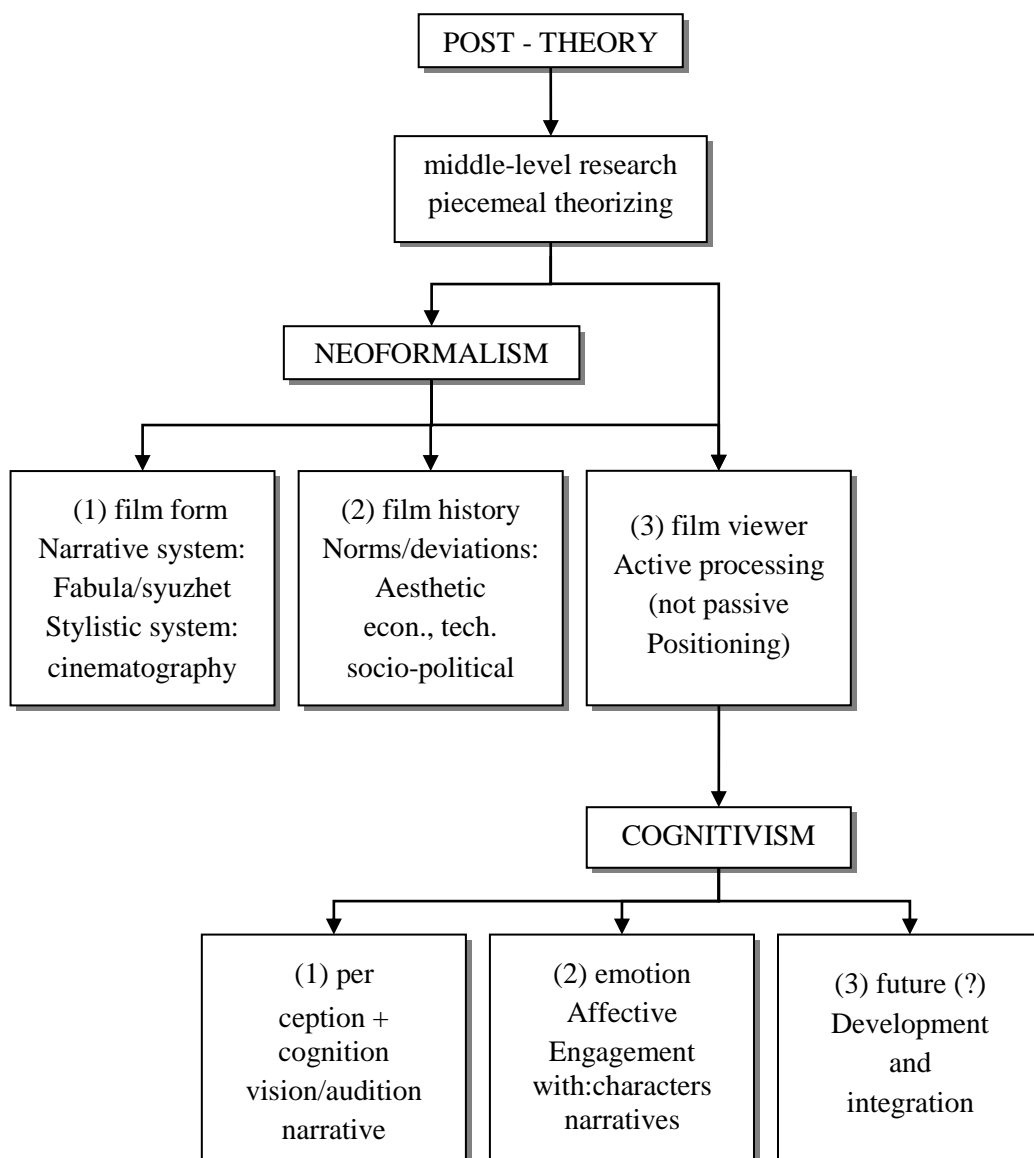 POST - THEORY
middle-level research
piecemeal theorizing
NEOFORMALISM
(1) film form
Narrative system:
Fabula/syuzhet
Stylistic system:
cinematography
(2) film history
Norms/deviations:
Aesthetic
econ., tech.
socio-political
(3) film viewer
Active processing
(not passive
Positioning)
COGNITIVISM
(1) per
ception +
cognition
vision/audition
narrative
(2) emotion
Affective
Engagement
with:characters
narratives
(3) future (?)
Development
and
integration